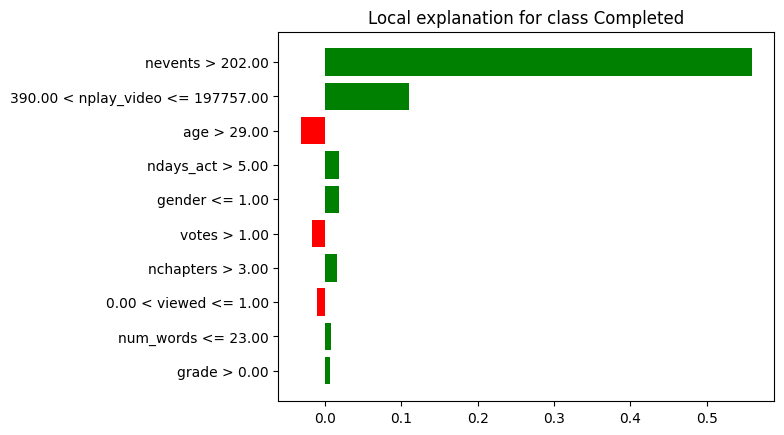 Local explanation for class Completed
nevents > 202.00
390.00 < nplay_video <= 197757.00
age > 29.00
ndays_act > 5.00
gender <= 1.00
votes > 1.00
nchapters > 3.00
0.00 < viewed <= 1.00
num_words <= 23.00
grade > 0.00
0.0 0.1 0.2 0.3 0.4 0.5